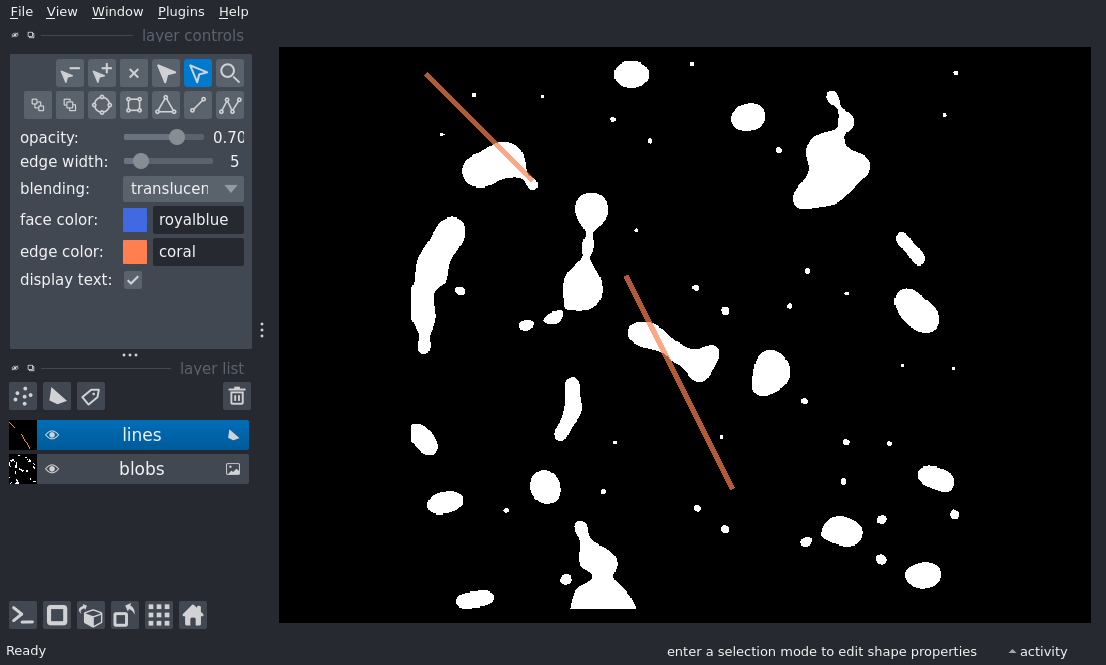 File View Window Plugins Help
layer controls
opacity: 0.70
edge width: 5
blending: translucen
face color: royalblue
edge color: coral
display text:
layer list
lines
blobs
Ready
enter a selection mode to edit shape properties
activity